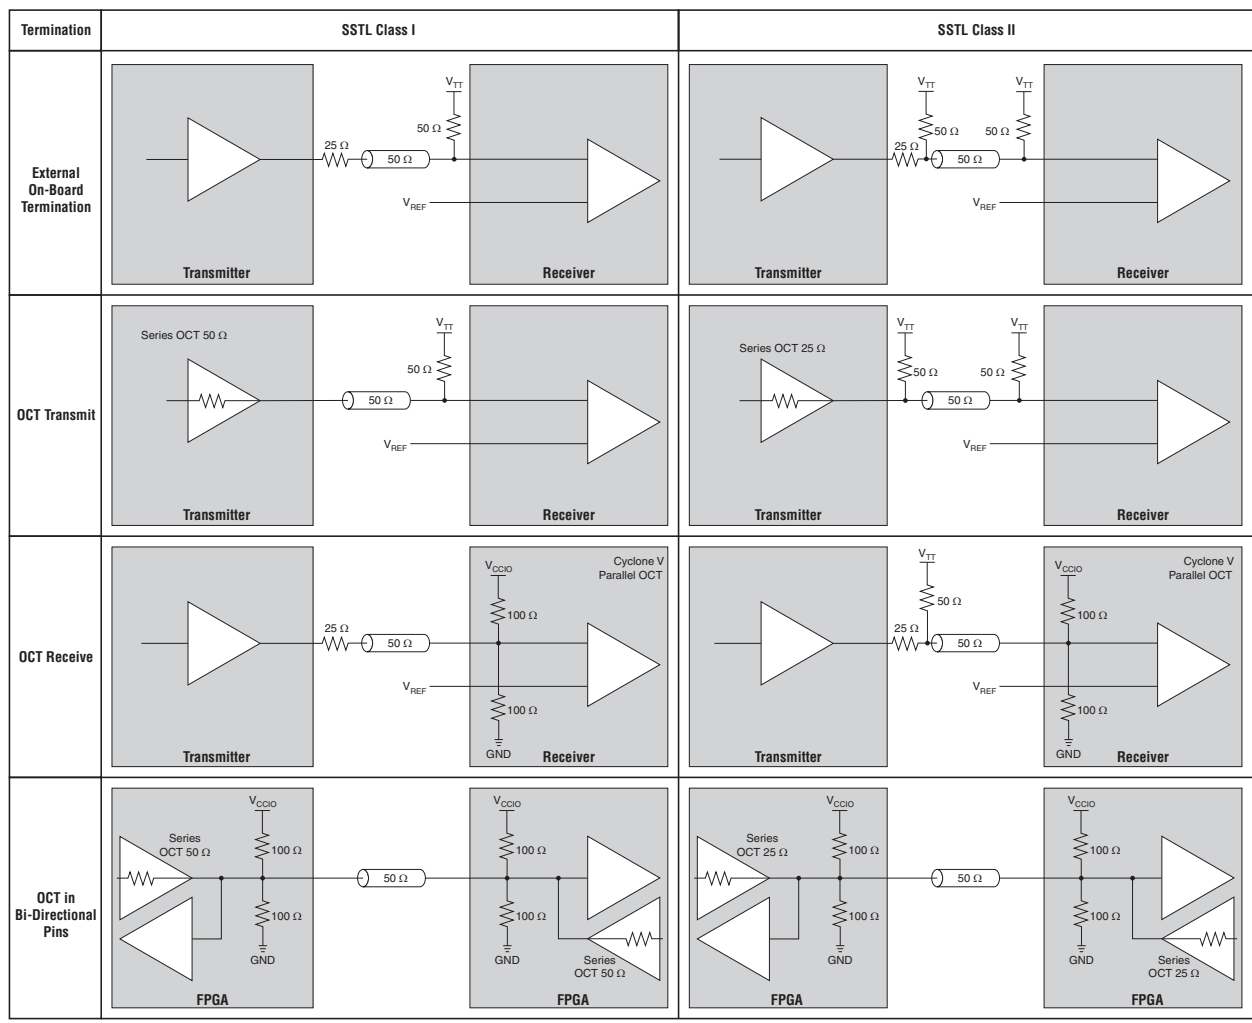 Termination
SSTL Class I
SSTL Class II
External
On-Board
Termination
VTT
50 Ω
25 Ω
50 Ω
VREF
Transmitter
Receiver
VTT
VTT
50 Ω
50 Ω
25 Ω
50 Ω
VREF
Transmitter
Receiver
OCT Transmit
Series OCT 50 Ω
VTT
50 Ω
50 Ω
VREF
Transmitter
Receiver
Series OCT 25 Ω
VTT
VTT
50 Ω
50 Ω
50 Ω
VREF
Transmitter
Receiver
OCT Receive
VCCIO
Cyclone V
Parallel OCT
100 Ω
25 Ω
50 Ω
VREF
100 Ω
GND
Transmitter
Receiver
VTT
VCCIO
Cyclone V
Parallel OCT
50 Ω
100 Ω
25 Ω
50 Ω
VREF
100 Ω
GND
Transmitter
Receiver
OCT in
Bi-Directional
Pins
VCCIO
Series
OCT 50 Ω
100 Ω
100 Ω
GND
FPGA
50 Ω
VCCIO
100 Ω
100 Ω
GND
Series
OCT 50 Ω
FPGA
VCCIO
Series
OCT 25 Ω
100 Ω
100 Ω
GND
FPGA
50 Ω
VCCIO
100 Ω
100 Ω
GND
Series
OCT 25 Ω
FPGA